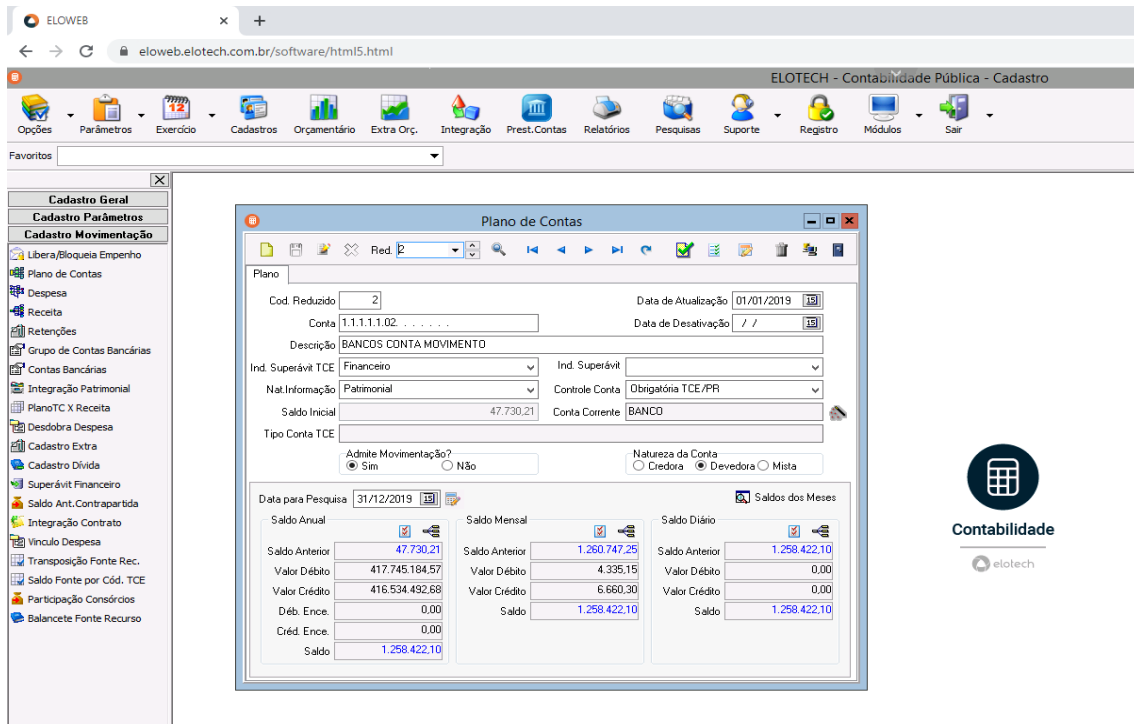 ELOWEB
eloweb.elotech.com.br/software/html5.html
ELOTECH - Contabilidade Pública - Cadastro
Opções Parâmetros Exercício Cadastros Orçamentário Extra Orç. Integração Prest.Contas Relatórios Pesquisas Suporte Registro Módulos Sair
Favoritos
Cadastro Geral
Cadastro Parâmetros
Cadastro Movimentação
Libera/Bloqueia Empenho
Plano de Contas
Despesa
Receita
Retenções
Grupo de Contas Bancárias
Contas Bancárias
Integração Patrimonial
PlanoTC X Receita
Desdobra Despesa
Cadastro Extra
Cadastro Dívida
Superávit Financeiro
Saldo Ant.Contrapartida
Integração Contrato
Vinculo Despesa
Transposição Fonte Rec.
Saldo Fonte por Cód. TCE
Participação Consórcios
Balancete Fonte Recurso
Plano de Contas
Red. 2
Plano
Cod. Reduzido 2 Data de Atualização 01/01/2019 15
Conta 1.1.1.1.1.02. . . . . . . Data de Desativação / / 15
Descrição BANCOS CONTA MOVIMENTO
Ind. Superávit TCE Financeiro Ind. Superávit
Nat.Informação Patrimonial Controle Conta Obrigatória TCE/PR
Saldo Inicial 47.730,21 Conta Corrente BANCO
Tipo Conta TCE
Admite Movimentação? Natureza da Conta
Sim Não Credora Devedora Mista
Data para Pesquisa 31/12/2019 15 Saldos dos Meses
Saldo Anual Saldo Mensal Saldo Diário
Saldo Anterior 47.730,21 Saldo Anterior 1.260.747,25 Saldo Anterior 1.258.422,10
Valor Débito 417.745.184,57 Valor Débito 4.335,15 Valor Débito 0,00
Valor Crédito 416.534.492,68 Valor Crédito 6.660,30 Valor Crédito 0,00
Déb. Ence. 0,00 Saldo 1.258.422,10 Saldo 1.258.422,10
Créd. Ence. 0,00
Saldo 1.258.422,10
Contabilidade
elotech